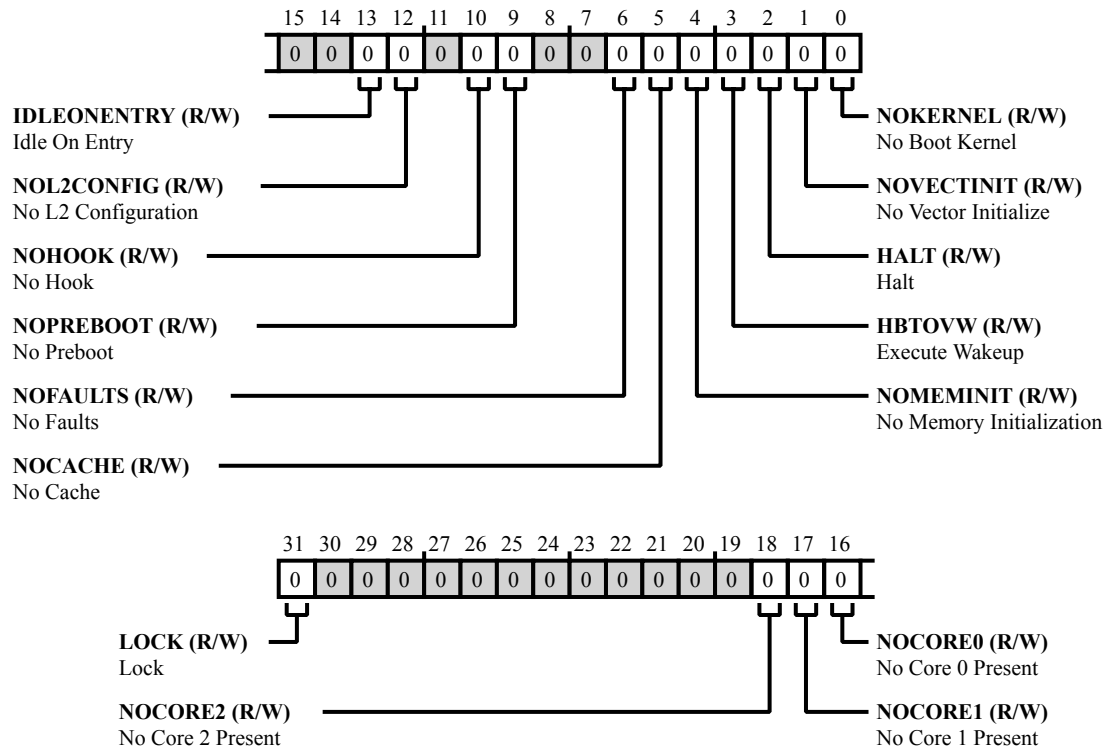 15 14 13 12 11 10 9 8 7 6 5 4 3 2 1 0
0 0 0 0 0 0 0 0 0 0 0 0 0 0 0 0
IDLEONENTRY (R/W)
Idle On Entry
NOL2CONFIG (R/W)
No L2 Configuration
NOHOOK (R/W)
No Hook
NOPREBOOT (R/W)
No Preboot
NOFAULTS (R/W)
No Faults
NOCACHE (R/W)
No Cache
NOKERNEL (R/W)
No Boot Kernel
NOVECTINIT (R/W)
No Vector Initialize
HALT (R/W)
Halt
HBTOVW (R/W)
Execute Wakeup
NOMEMINIT (R/W)
No Memory Initialization
31 30 29 28 27 26 25 24 23 22 21 20 19 18 17 16
0 0 0 0 0 0 0 0 0 0 0 0 0 0 0 0
LOCK (R/W)
Lock
NOCORE2 (R/W)
No Core 2 Present
NOCORE0 (R/W)
No Core 0 Present
NOCORE1 (R/W)
No Core 1 Present